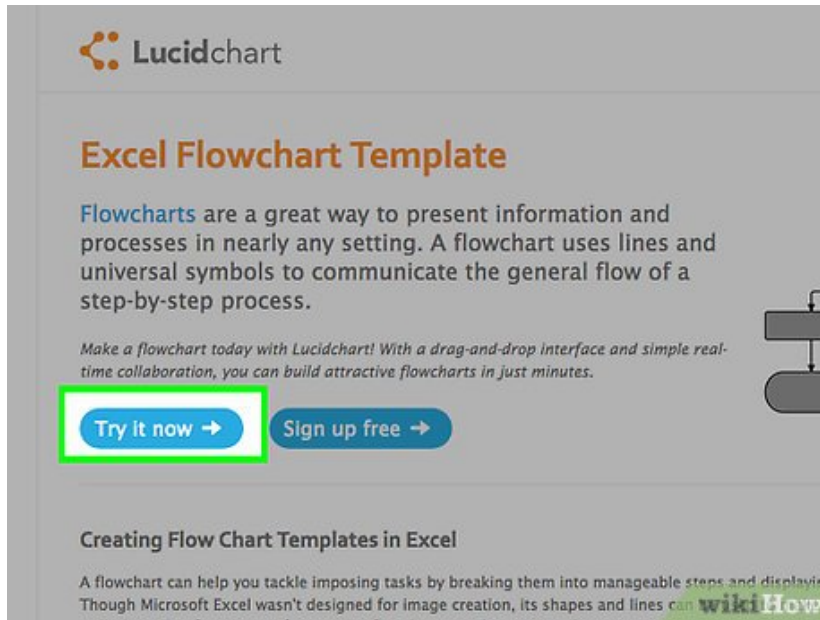 Lucidchart
Excel Flowchart Template
Flowcharts are a great way to present information and
processes in nearly any setting. A flowchart uses lines and
universal symbols to communicate the general flow of a
step-by-step process.
Make a flowchart today with Lucidchart! With a drag-and-drop interface and simple real-
time collaboration, you can build attractive flowcharts in just minutes.
Try it now →
Sign up free →
Creating Flow Chart Templates in Excel
A flowchart can help you tackle imposing tasks by breaking them into manageable steps and
Though Microsoft Excel wasn't designed for image creation, its shapes and lines can
wikiHow